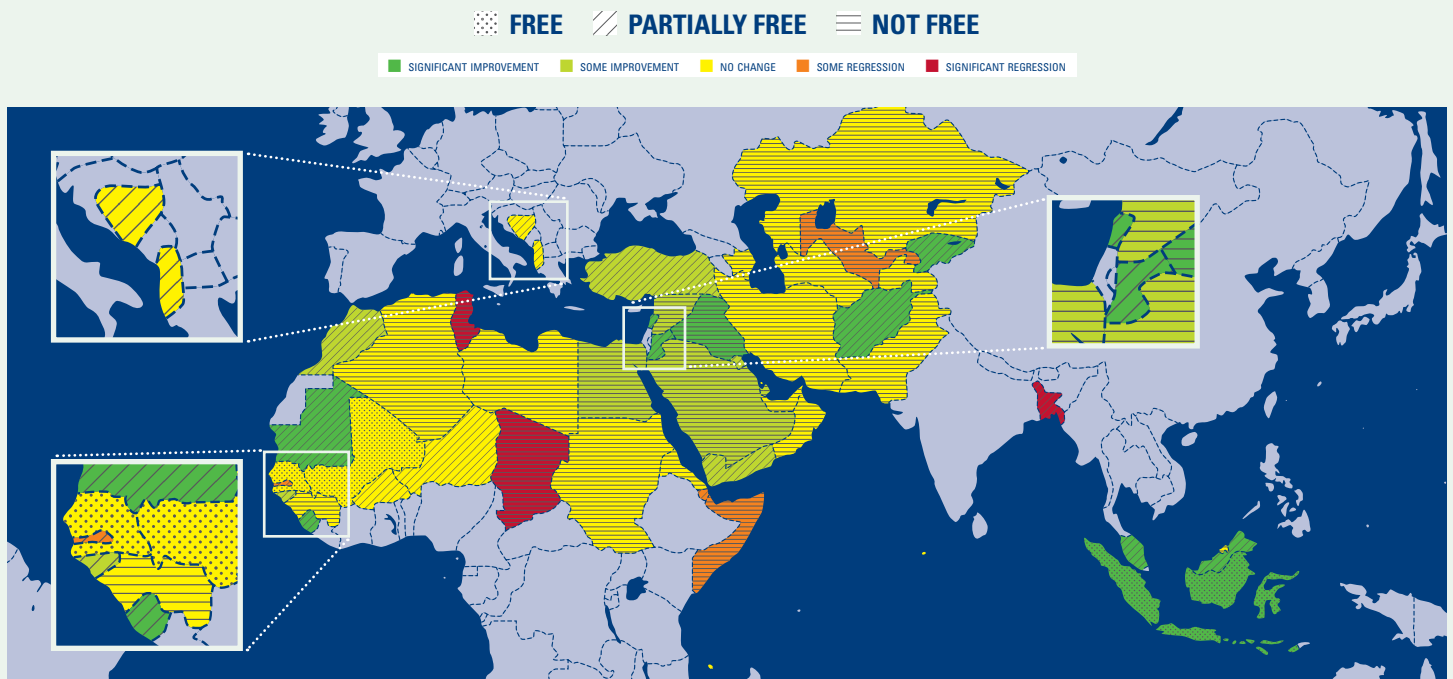 FREE PARTIALLY FREE NOT FREE
SIGNIFICANT IMPROVEMENT SOME IMPROVEMENT NO CHANGE SOME REGRESSION SIGNIFICANT REGRESSION